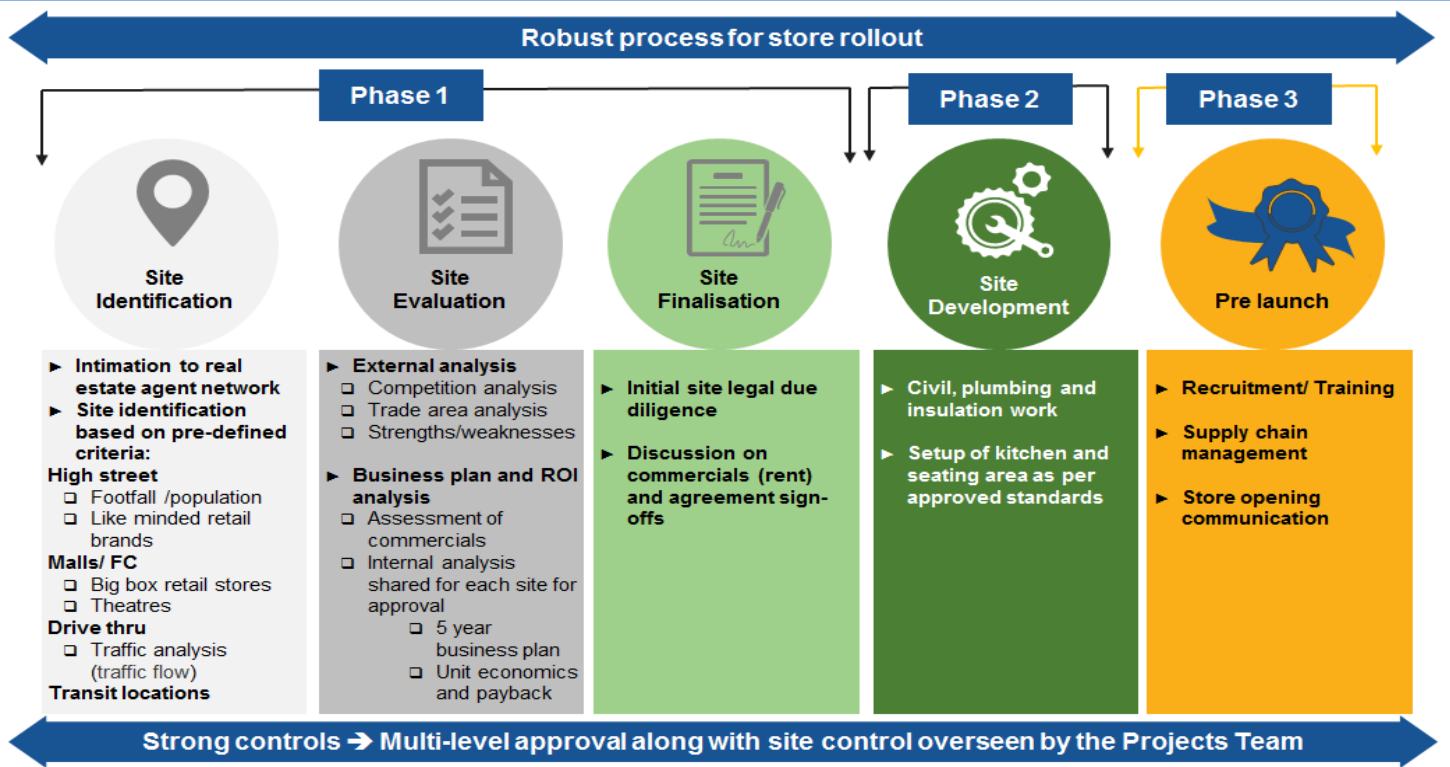 Robust process for store rollout
Phase 1
Phase 2
Phase 3
Site
Identification
Site
Evaluation
Site
Finalisation
Site
Development
Pre launch
► Intimation to real
estate agent network
► Site identification
based on pre-defined
criteria:
High street
❑ Footfall /population
❑ Like minded retail
brands
Malls/ FC
❑ Big box retail stores
❑ Theatres
Drive thru
❑ Traffic analysis
(traffic flow)
Transit locations
► External analysis
❑ Competition analysis
❑ Trade area analysis
❑ Strengths/weaknesses
► Business plan and ROI
analysis
❑ Assessment of
commercials
❑ Internal analysis
shared for each site for
approval
❑ 5 year
business plan
❑ Unit economics
and payback
► Initial site legal due
diligence
► Discussion on
commercials (rent)
and agreement sign-
offs
► Civil, plumbing and
insulation work
► Setup of kitchen and
seating area as per
approved standards
► Recruitment/ Training
► Supply chain
management
► Store opening
communication
Strong controls ➔ Multi-level approval along with site control overseen by the Projects Team